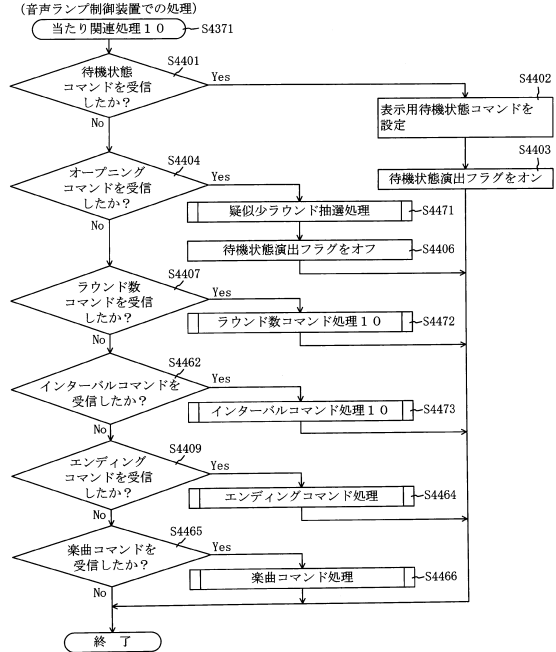 (音声ランプ制御装置での処理)
当たり関連処理10
S4371
S4401
待機状態
コマンドを受信
したか?
Yes
No
S4402
表示用待機状態コマンドを
設定
S4403
待機状態演出フラグをオン
S4404
オープニング
コマンドを受信
したか?
Yes
No
疑似少ラウンド抽選処理
S4471
待機状態演出フラグをオフ
S4406
S4407
ラウンド数
コマンドを受信
したか?
Yes
No
ラウンド数コマンド処理10
S4472
S4462
インターバルコマンドを
受信したか?
Yes
No
インターバルコマンド処理10
S4473
S4409
エンディング
コマンドを受信
したか?
Yes
No
エンディングコマンド処理
S4464
S4465
楽曲コマンドを
受信したか?
Yes
No
楽曲コマンド処理
S4466
終 了